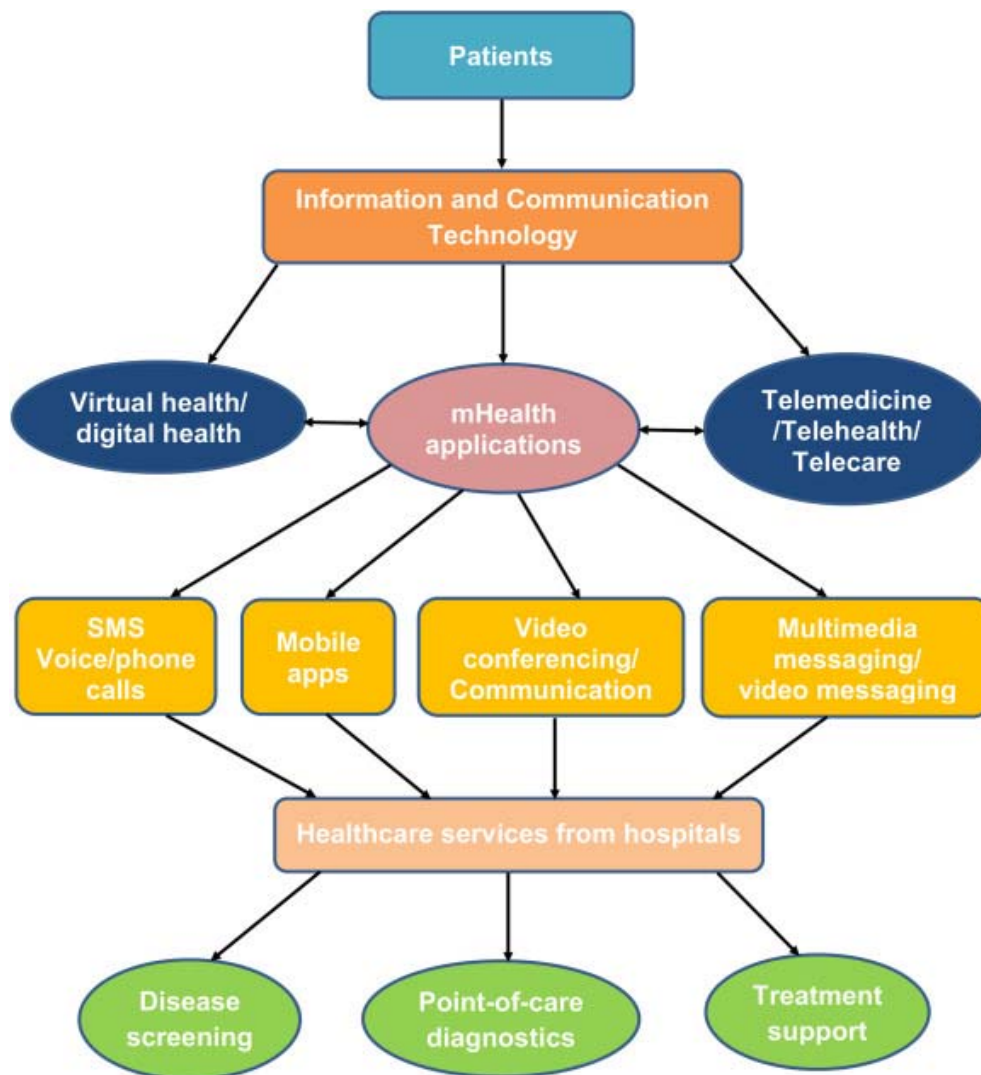 Patients
Information and Communication
Technology
Virtual health/
digital health
mHealth
applications
Telemedicine
/Telehealth/
Telecare
SMS
Voice/phone
calls
Mobile
apps
Video
conferencing/
Communication
Multimedia
messaging/
video messaging
Healthcare services from hospitals
Disease
screening
Point-of-care
diagnostics
Treatment
support